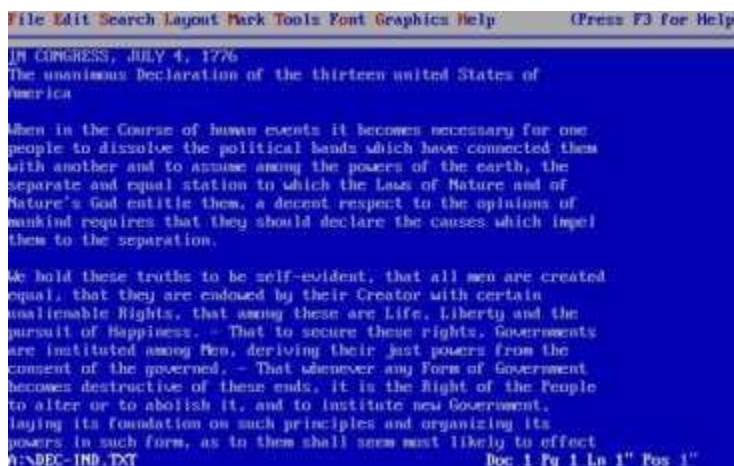 File Edit Search Layout Mark Tools Font Graphics Help (Press F3 for Help
IN CONGRESS, JULY 4, 1776
The unanimous Declaration of the thirteen united States of
America
When in the Course of human events it becomes necessary for one
people to dissolve the political bands which have connected them
with another and to assume among the powers of the earth, the
separate and equal station to which the Laws of Nature and of
Nature's God entitle them, a decent respect to the opinions of
mankind requires that they should declare the causes which impel
them to the separation.
We hold these truths to be self-evident, that all men are created
equal, that they are endowed by their Creator with certain
unalienable Rights, that among these are Life, Liberty and the
pursuit of Happiness. – That to secure these rights, Governments
are instituted among Men, deriving their just powers from the
consent of the governed, – That whenever any Form of Government
becomes destructive of these ends, it is the Right of the People
to alter or to abolish it, and to institute new Government,
laying its foundation on such principles and organizing its
powers in such form, as to them shall seem most likely to effect
A:\DEC-IND.TXT Doc 1 Pg 1 Ln 1" Pos 1"